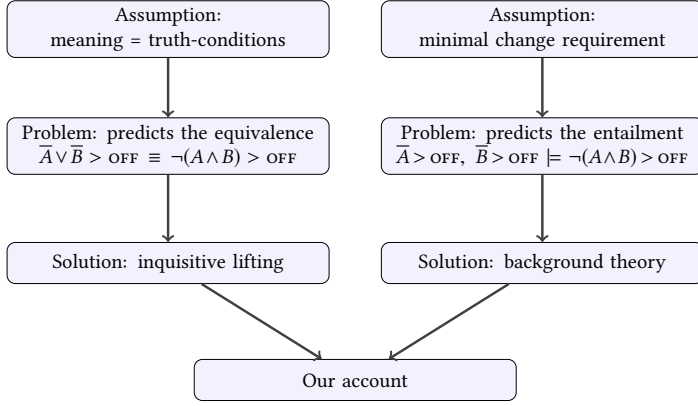 Assumption:
meaning = truth-conditions
Assumption:
minimal change requirement
Problem: predicts the equivalence
A̅ ∨ B̅ > OFF ≡ ¬(A∧B) > OFF
Problem: predicts the entailment
A̅ > OFF, B̅ > OFF ⊨ ¬(A∧B) > OFF
Solution: inquisitive lifting
Solution: background theory
Our account